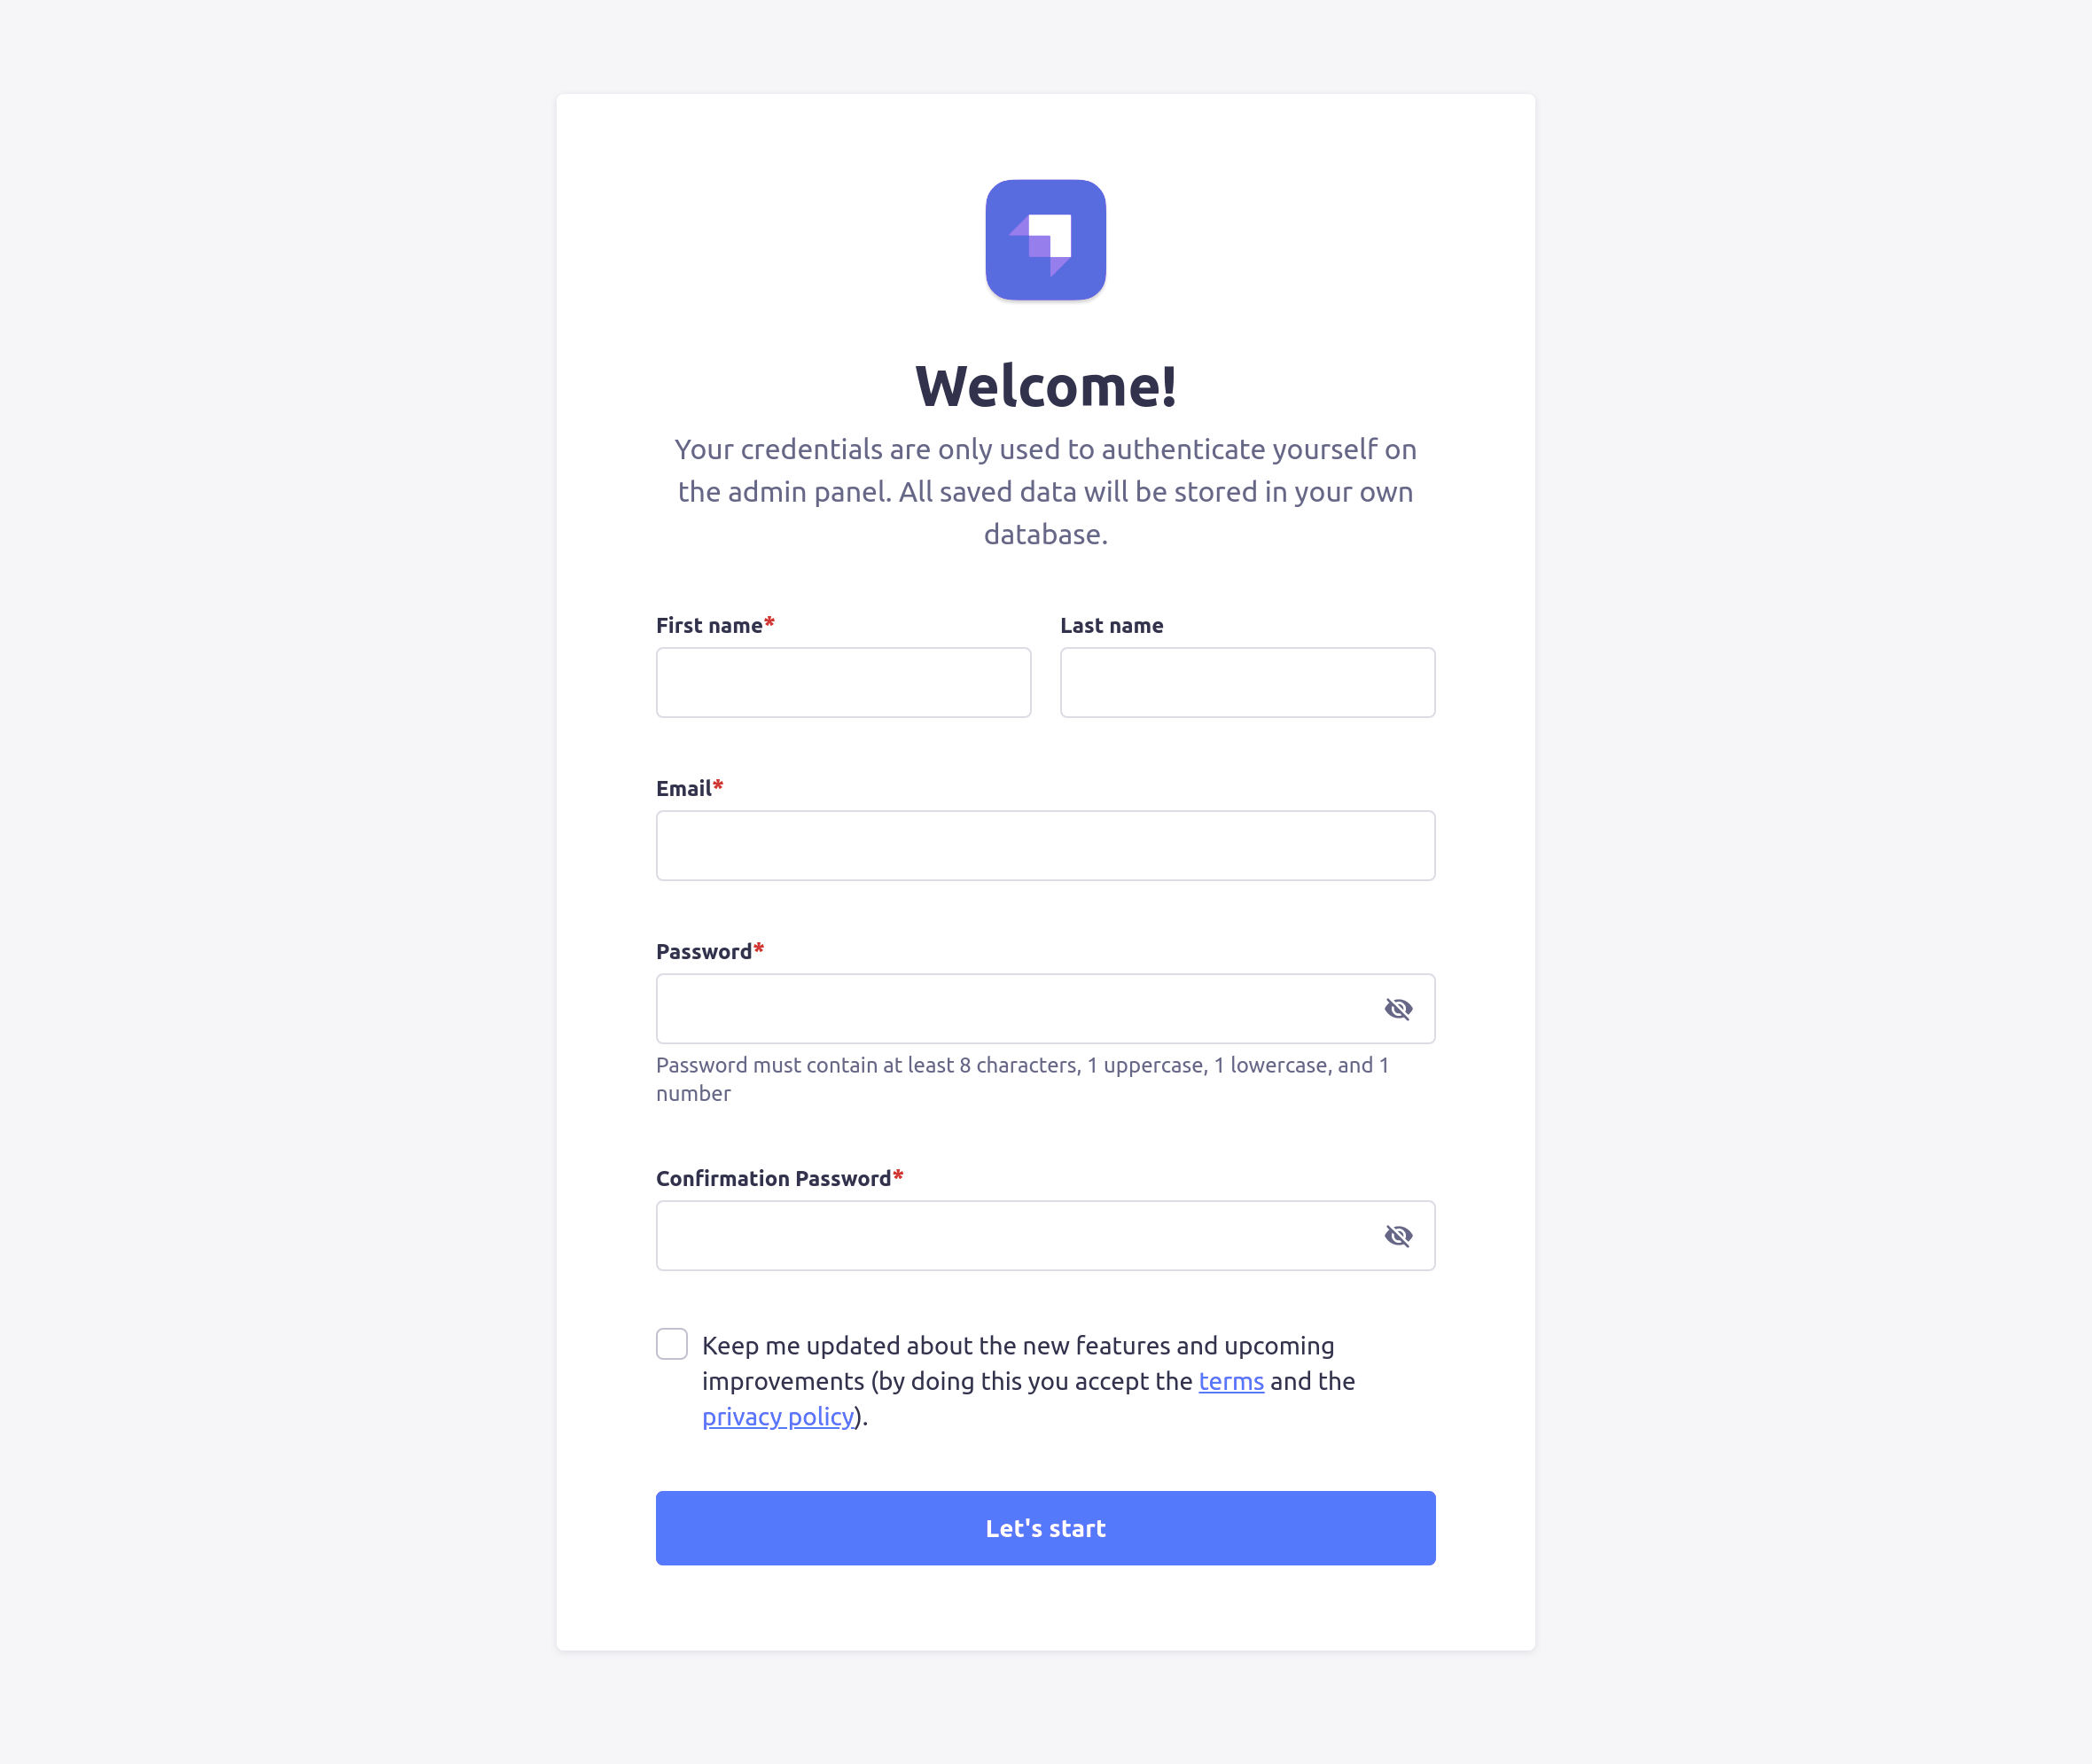 Welcome!
Your credentials are only used to authenticate yourself on
the admin panel. All saved data will be stored in your own
database.
First name*
Last name
Email*
Password*
Password must contain at least 8 characters, 1 uppercase, 1 lowercase, and 1
number
Confirmation Password*
Keep me updated about the new features and upcoming
improvements (by doing this you accept the terms and the
privacy policy).
Let's start